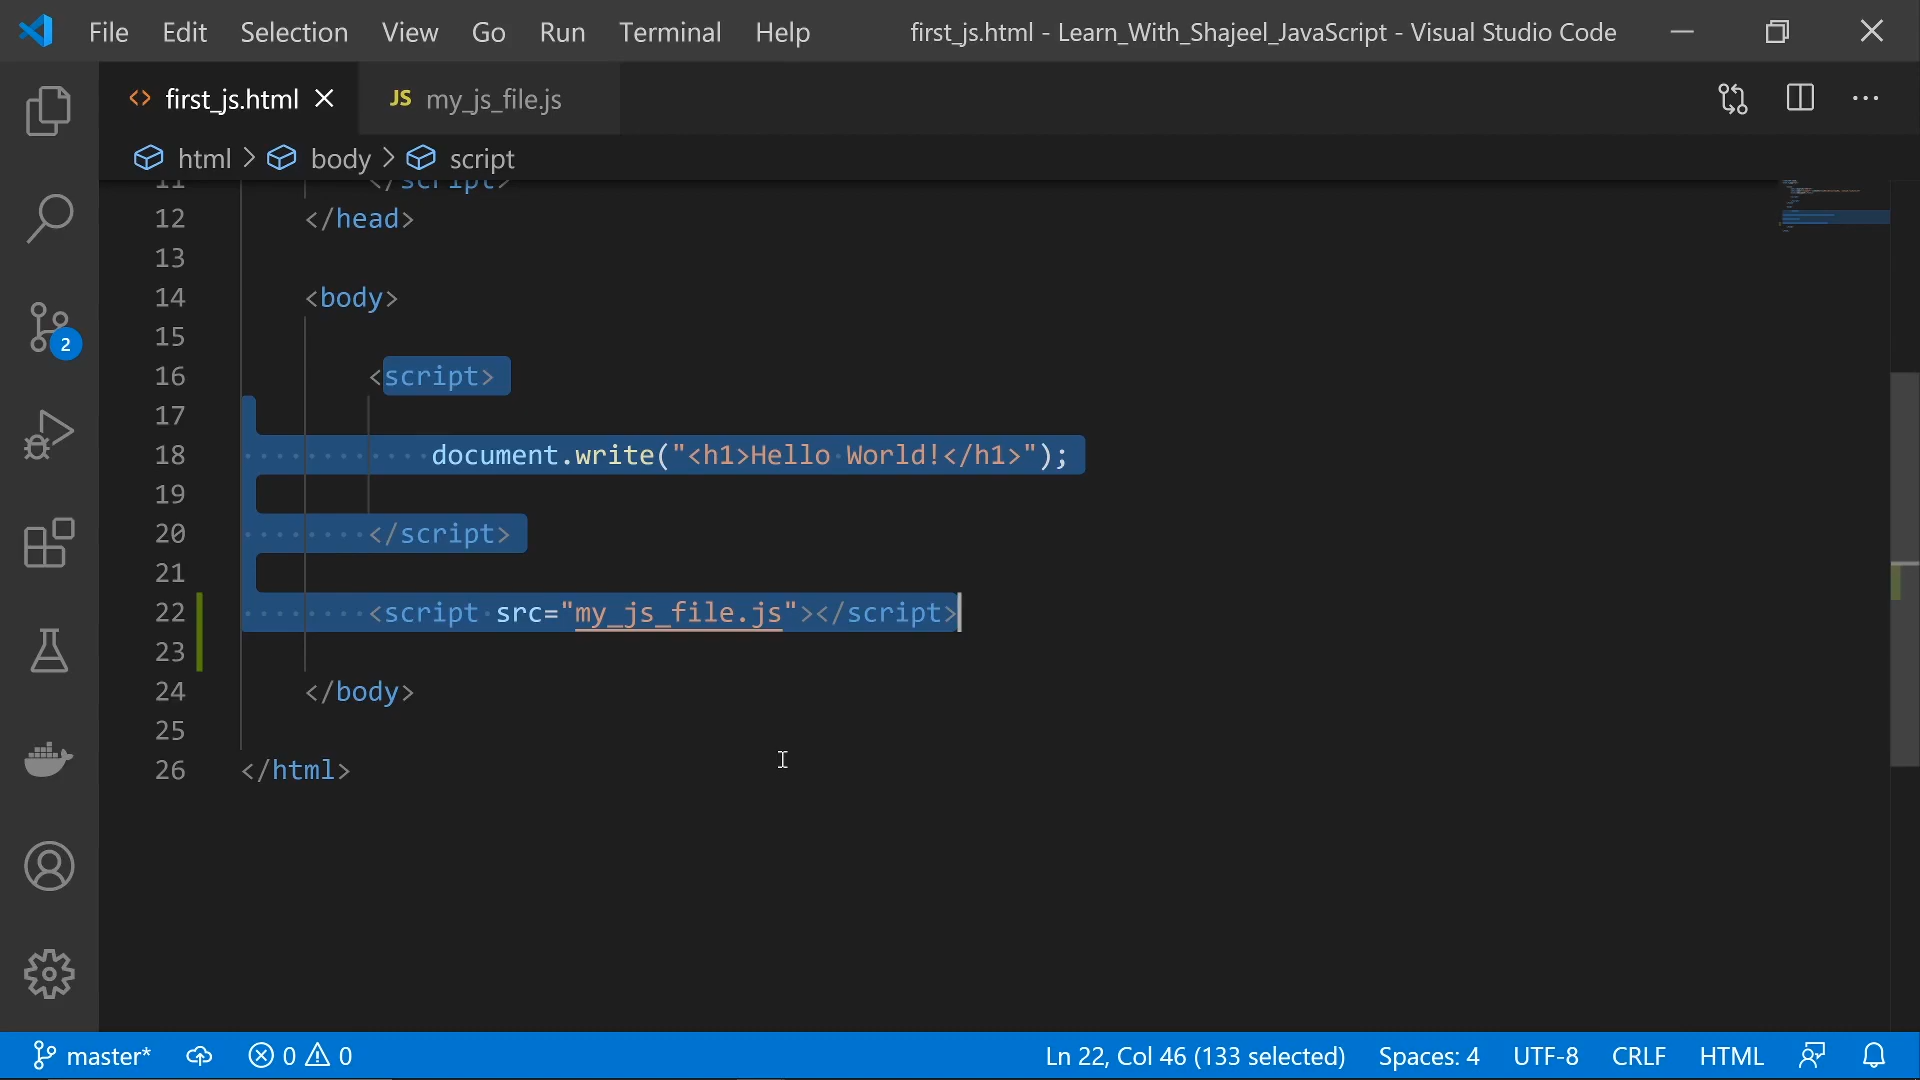 File Edit Selection View Go Run Terminal Help first_js.html - Learn_With_Shajeel_JavaScript - Visual Studio Code
first_js.html JS my_js_file.js
html > body > script
11 </script>
12 </head>
13
14 <body>
15
16 <script>
17
18 document.write("<h1>Hello World!</h1>");
19
20 </script>
21
22 <script src="my_js_file.js"></script>
23
24 </body>
25
26 </html>
2
master* 0 0 Ln 22, Col 46 (133 selected) Spaces: 4 UTF-8 CRLF HTML